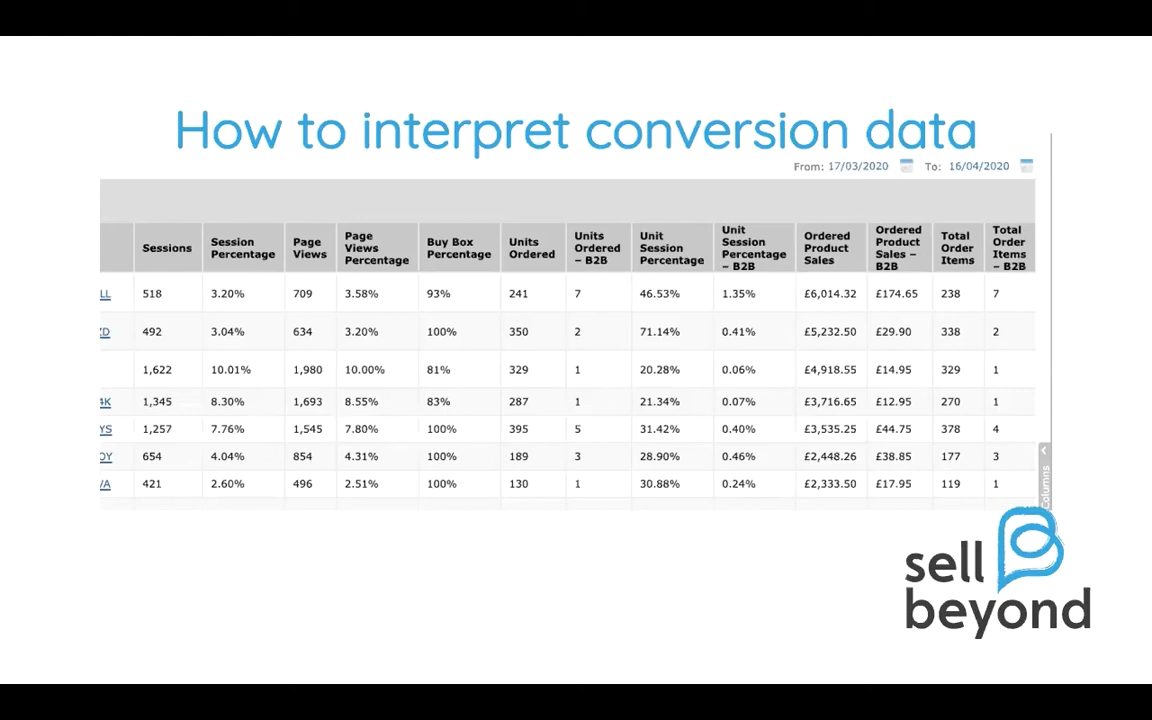 How to interpret conversion data
From: 17/03/2020 To: 16/04/2020
Sessions Session Percentage Page Views Page Views Percentage Buy Box Percentage Units Ordered Units Ordered – B2B Unit Session Percentage Unit Session Percentage – B2B Ordered Product Sales Ordered Product Sales – B2B Total Order Items Total Order Items – B2B
LL 518 3.20% 709 3.58% 93% 241 7 46.53% 1.35% £6,014.32 £174.65 238 7
ZD 492 3.04% 634 3.20% 100% 350 2 71.14% 0.41% £5,232.50 £29.90 338 2
1,622 10.01% 1,980 10.00% 81% 329 1 20.28% 0.06% £4,918.55 £14.95 329 1
4K 1,345 8.30% 1,693 8.55% 83% 287 1 21.34% 0.07% £3,716.65 £12.95 270 1
YS 1,257 7.76% 1,545 7.80% 100% 395 5 31.42% 0.40% £3,535.25 £44.75 378 4
OY 654 4.04% 854 4.31% 100% 189 3 28.90% 0.46% £2,448.26 £38.85 177 3
VA 421 2.60% 496 2.51% 100% 130 1 30.88% 0.24% £2,333.50 £17.95 119 1
Columns
sell
beyond